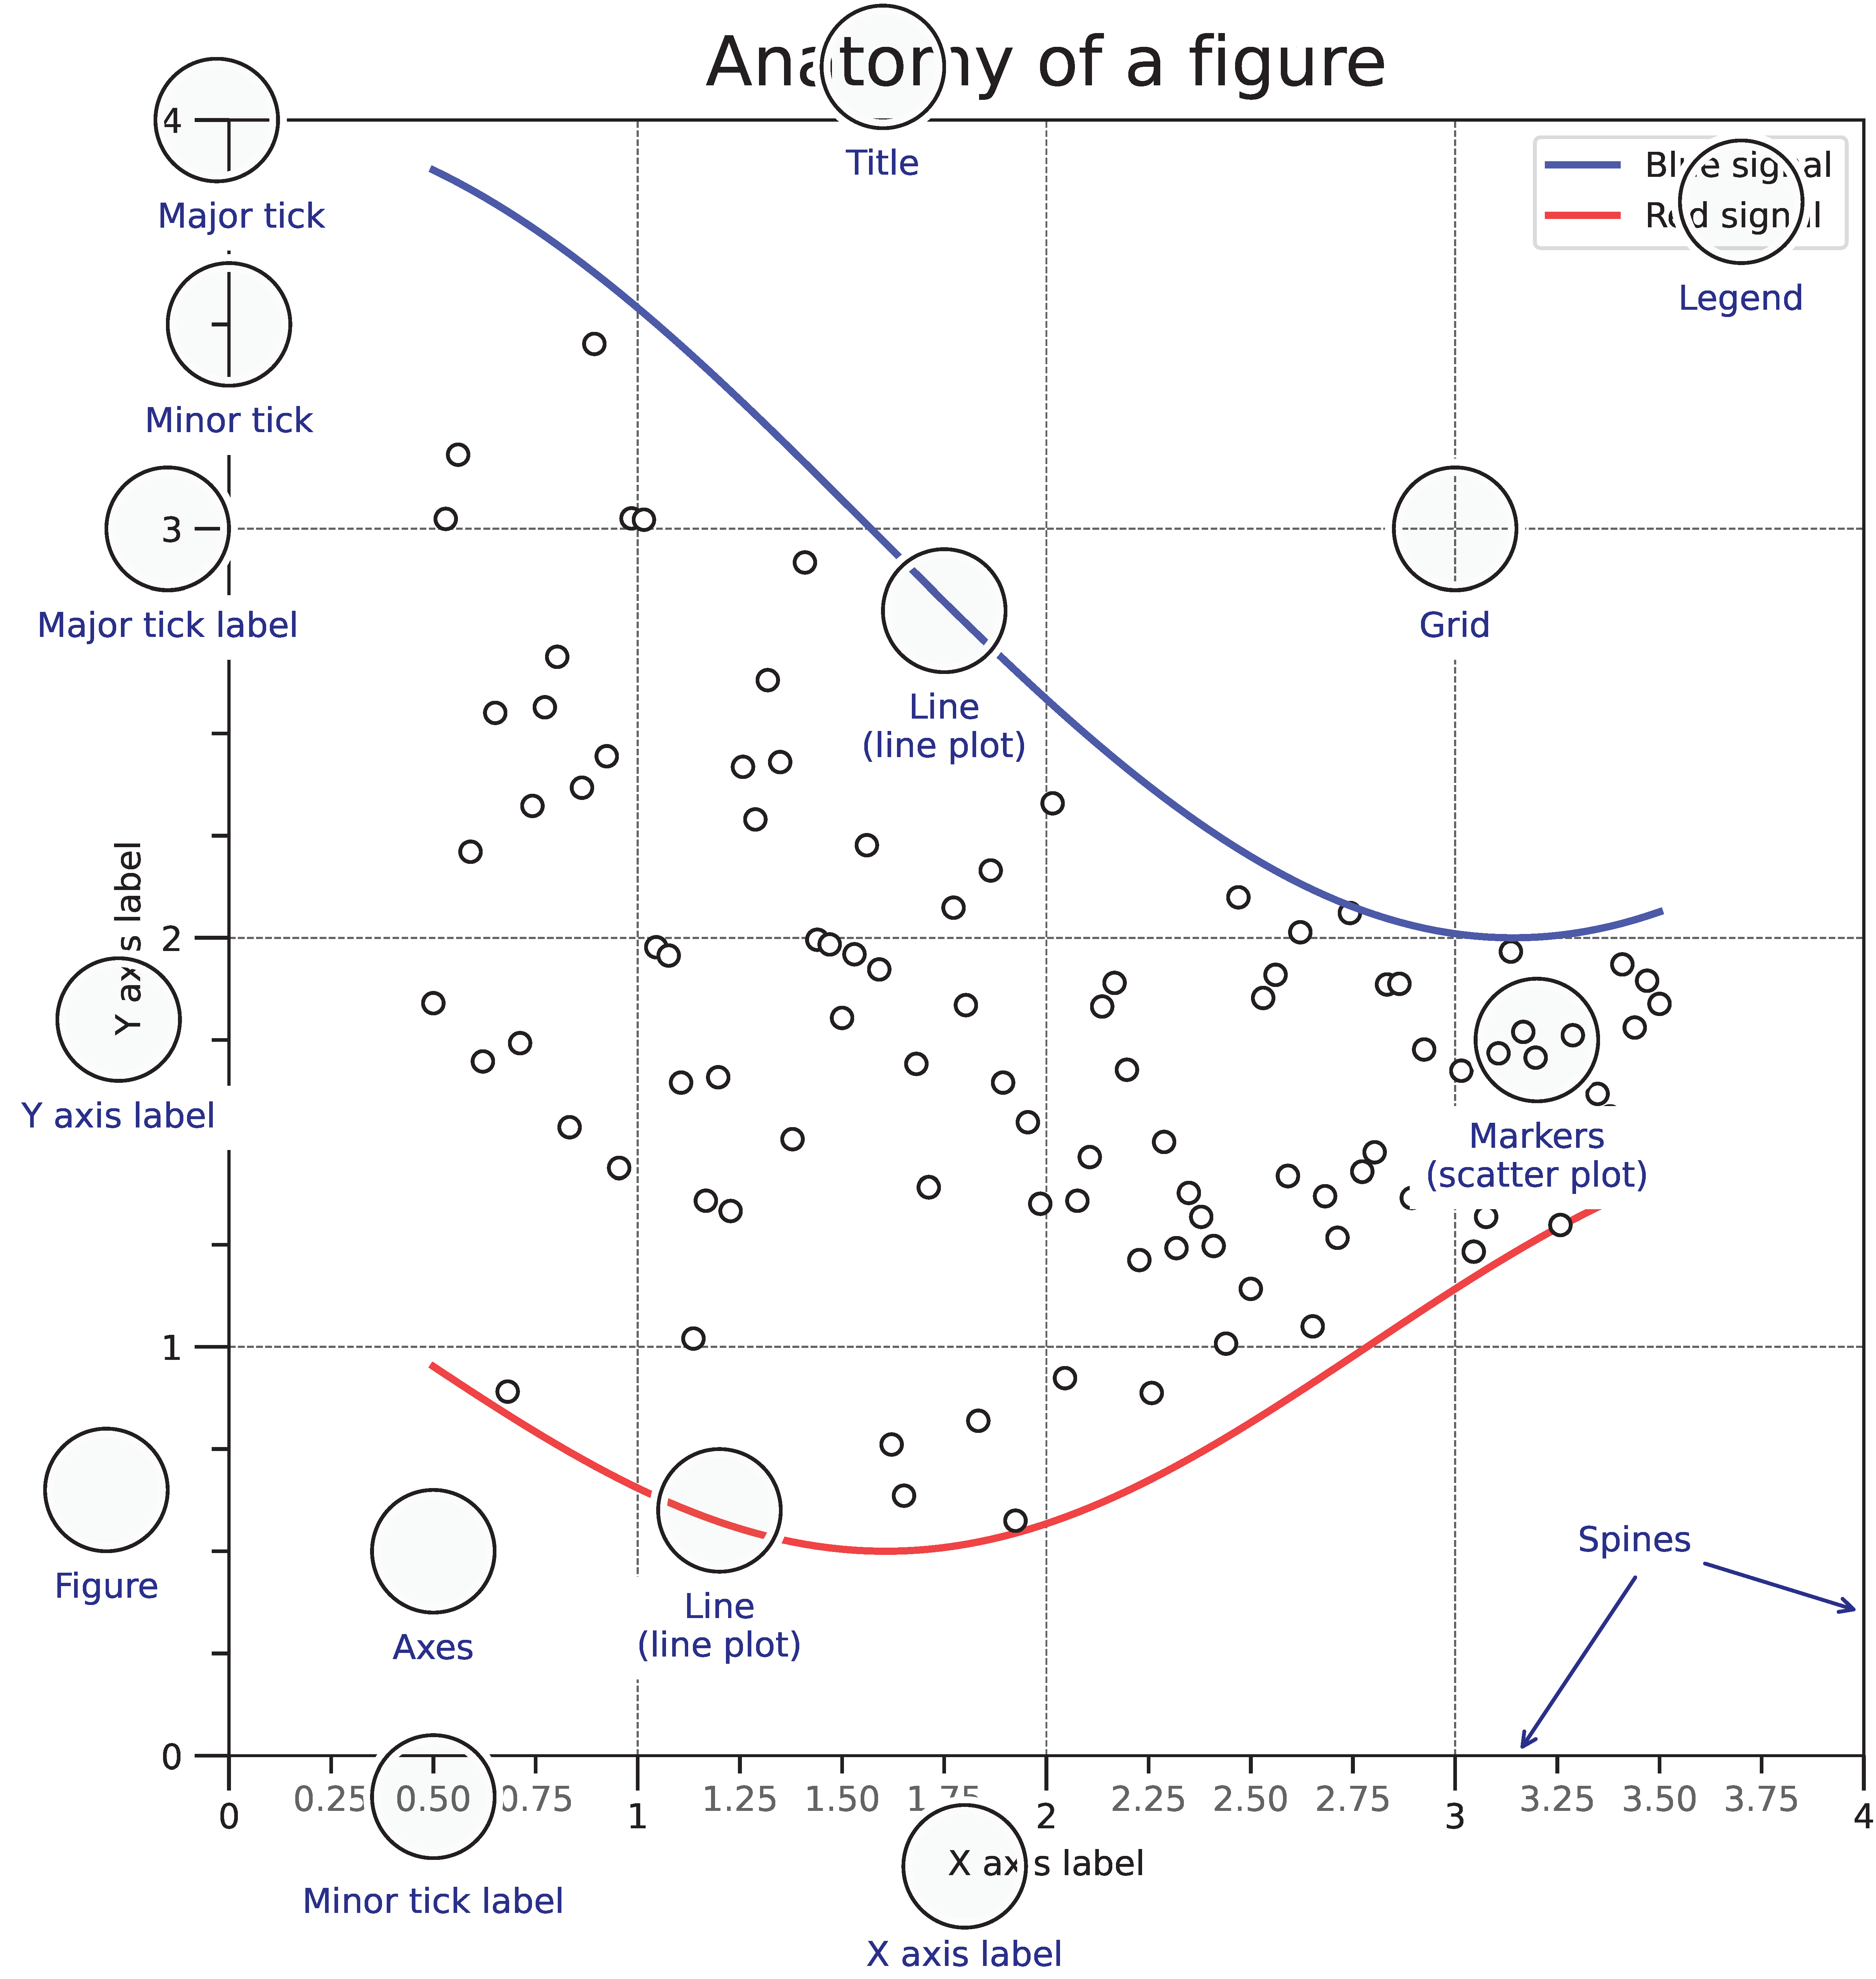 Anatomy of a figure
4
Title
Blue signal
Red signal
Major tick
Legend
Minor tick
3
Major tick label
Grid
Line
(line plot)
Y axis label
2
Y axis label
Markers
(scatter plot)
1
Spines
Figure
Axes
Line
(line plot)
0
0.25 0.50 0.75 1.25 1.50 1.75 2.25 2.50 2.75 3.25 3.50 3.75
0 1 2 3 4
X axis label
Minor tick label
X axis label